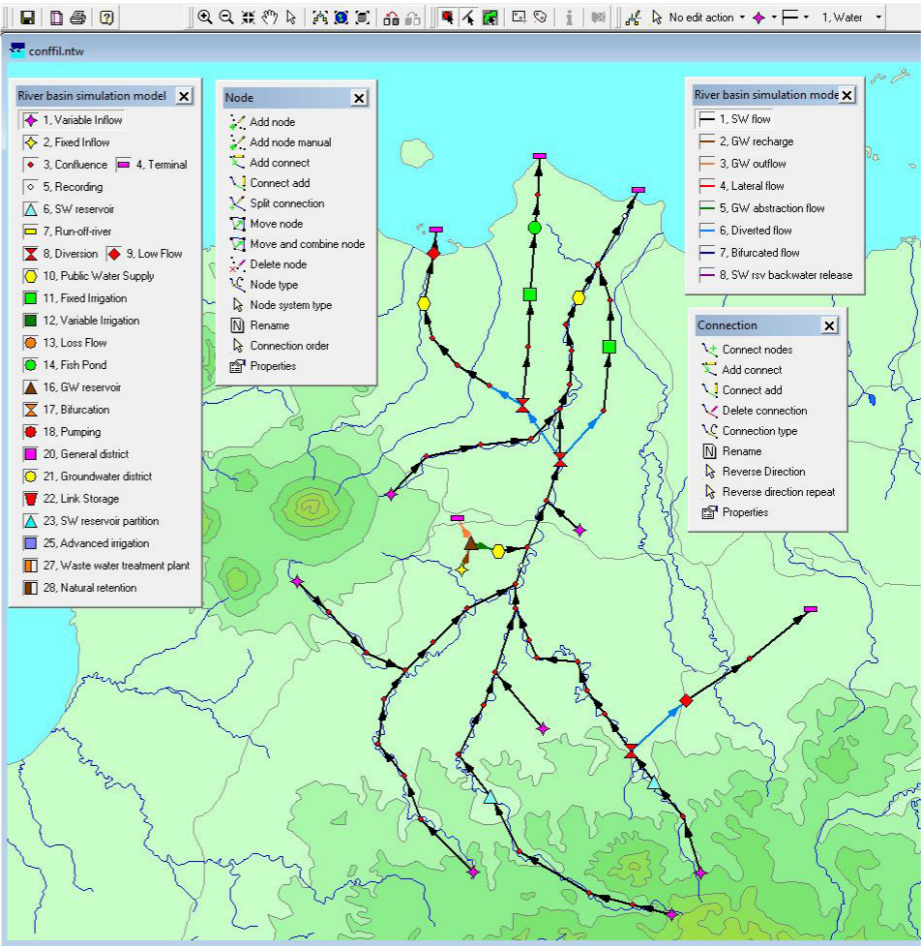 No edit action
1, Water
conffil.ntw
River basin simulation model
1, Variable Inflow
2, Fixed Inflow
3, Confluence 4, Terminal
5, Recording
6, SW reservoir
7, Run-off-river
8, Diversion 9, Low Flow
10, Public Water Supply
11, Fixed Irrigation
12, Variable Irrigation
13, Loss Flow
14, Fish Pond
16, GW reservoir
17, Bifurcation
18, Pumping
20, General district
21, Groundwater district
22, Link Storage
23, SW reservoir partition
25, Advanced irrigation
27, Waste water treatment plant
28, Natural retention
Node
Add node
Add node manual
Add connect
Connect add
Split connection
Move node
Move and combine node
Delete node
Node type
Node system type
Rename
Connection order
Properties
River basin simulation mode
1, SW flow
2, GW recharge
3, GW outflow
4, Lateral flow
5, GW abstraction flow
6, Diverted flow
7, Bifurcated flow
8, SW rsv backwater release
Connection
Connect nodes
Add connect
Connect add
Delete connection
Connection type
Rename
Reverse Direction
Reverse direction repeat
Properties